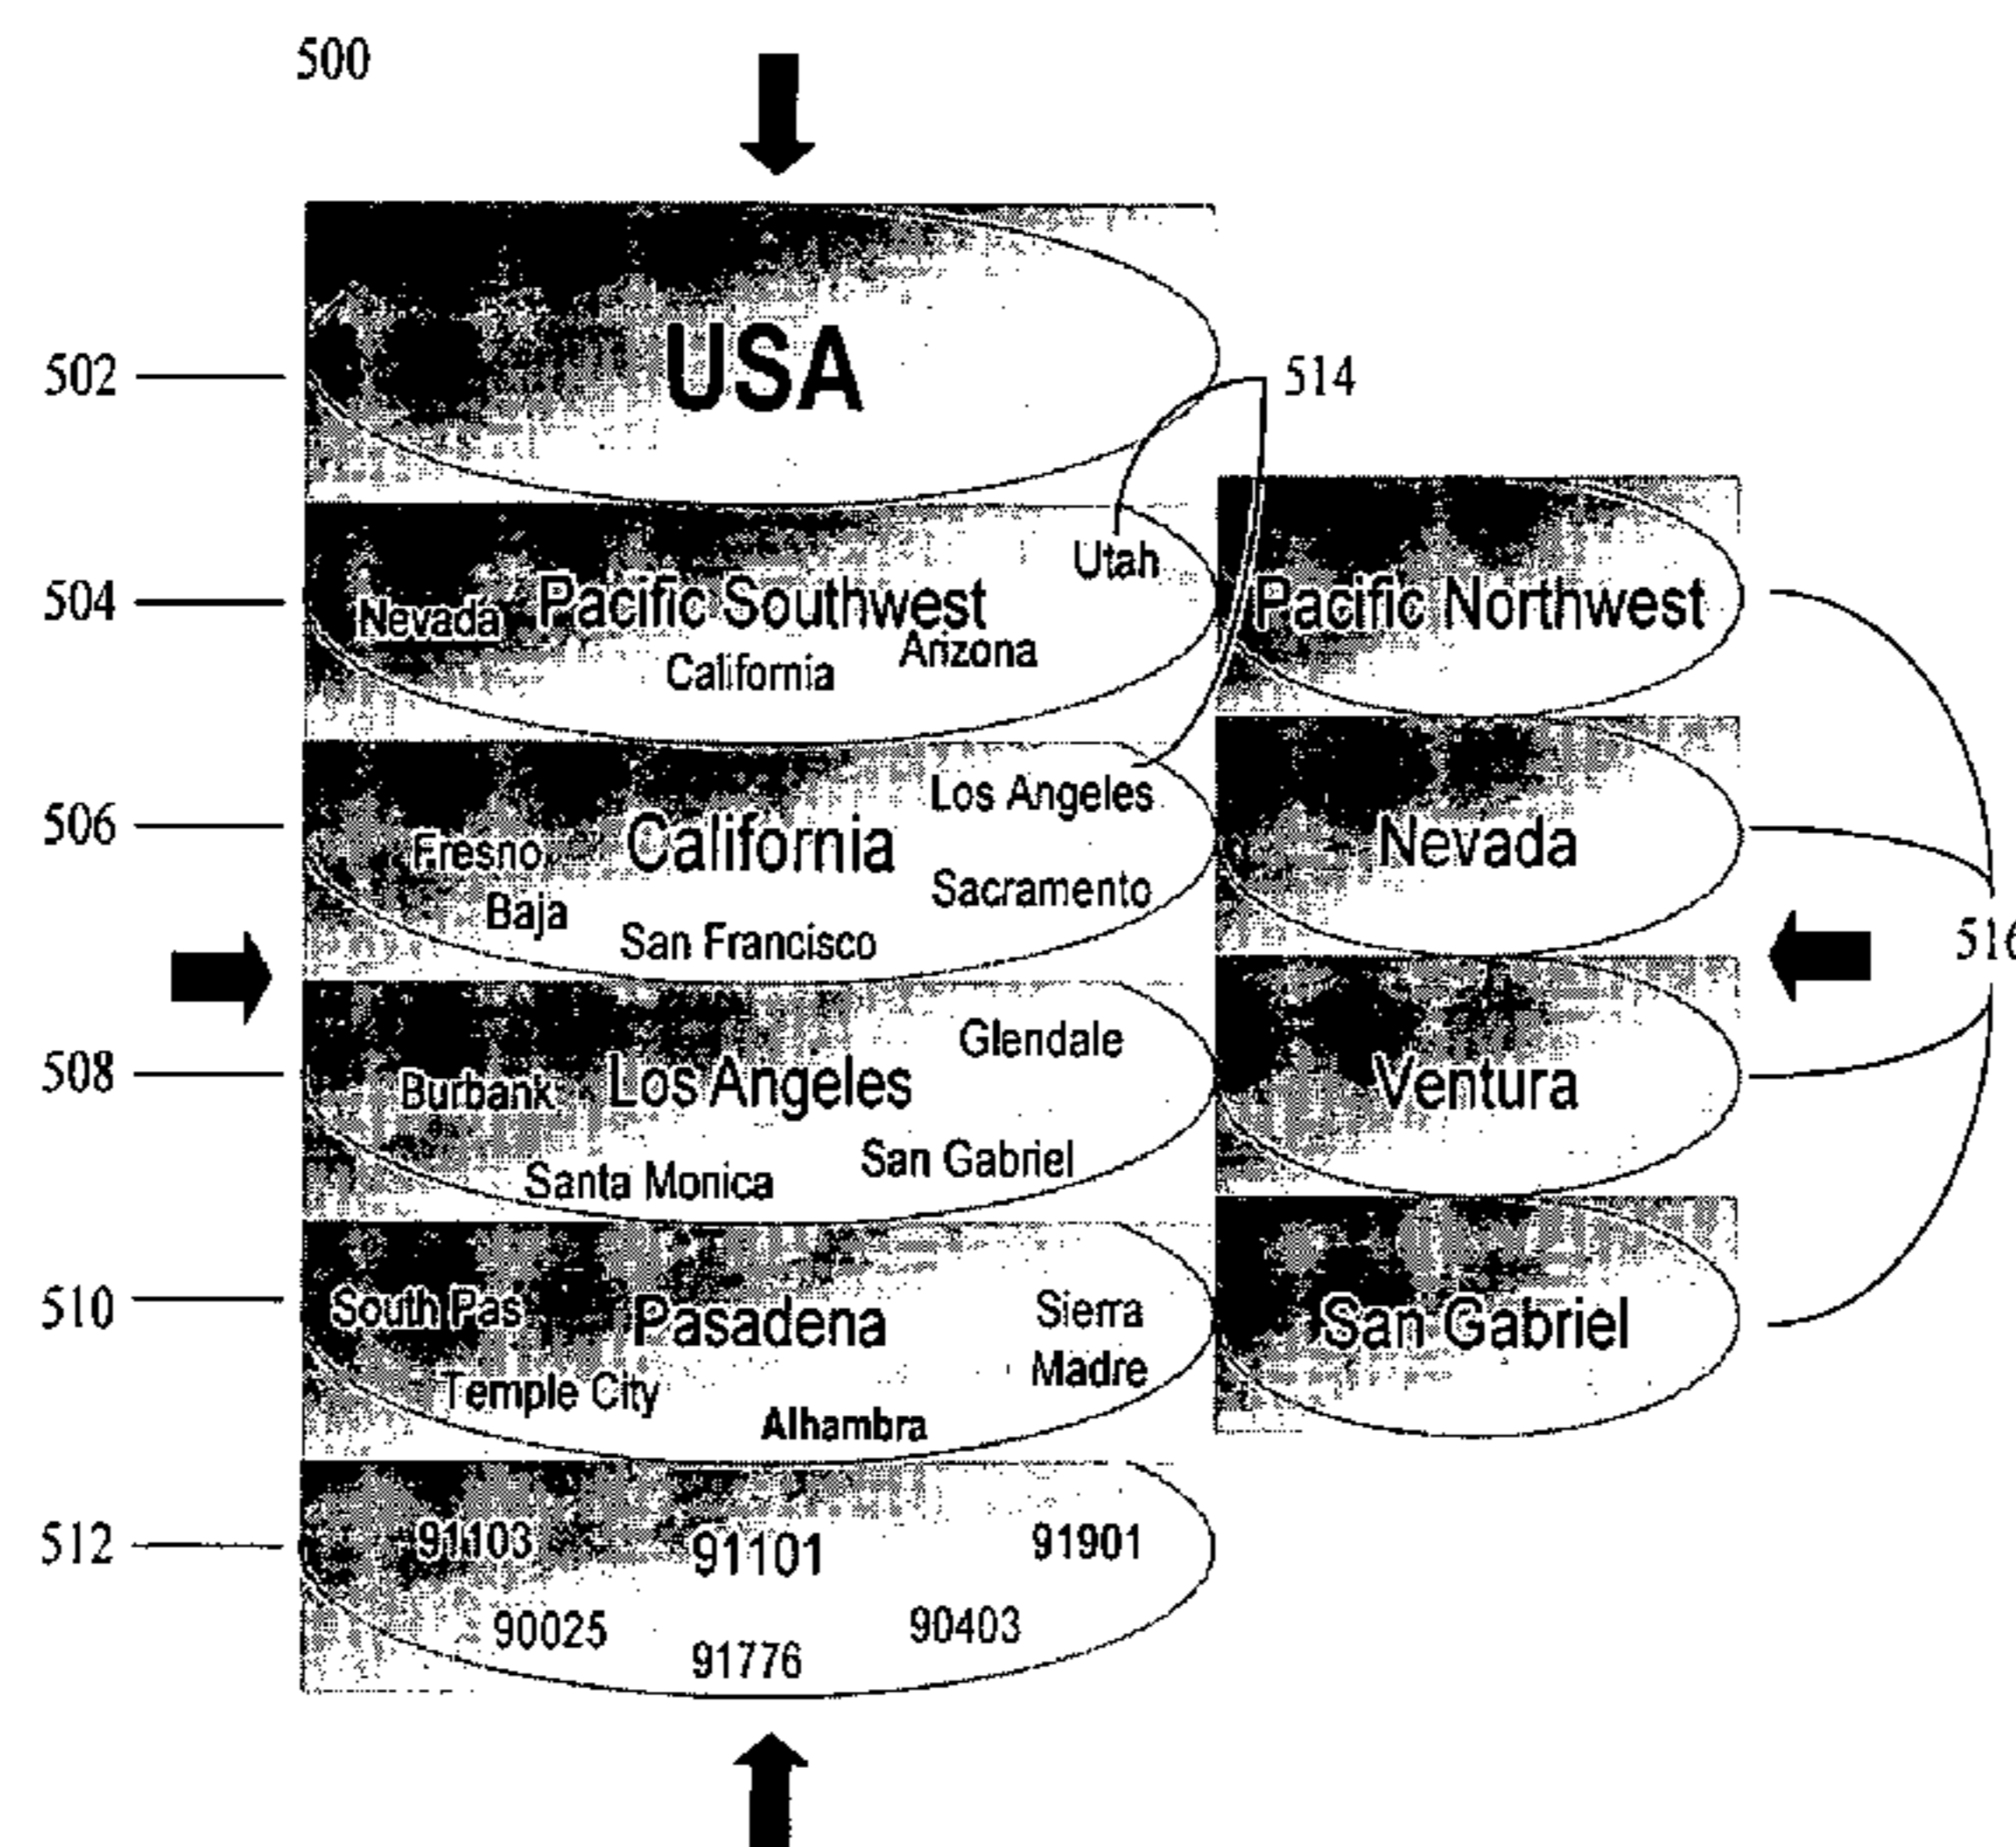 500
502
USA
514
504
Utah
Nevada
Pacific Southwest
Arizona
California
Pacific Northwest
506
Los Angeles
Fresno
California
Sacramento
Baja
San Francisco
Nevada
516
508
Glendale
Burbank
Los Angeles
San Gabriel
Santa Monica
Ventura
510
South Pas
Pasadena
Sierra
Madre
Temple City
Alhambra
San Gabriel
512
91103
91101
91901
90025
90403
91776